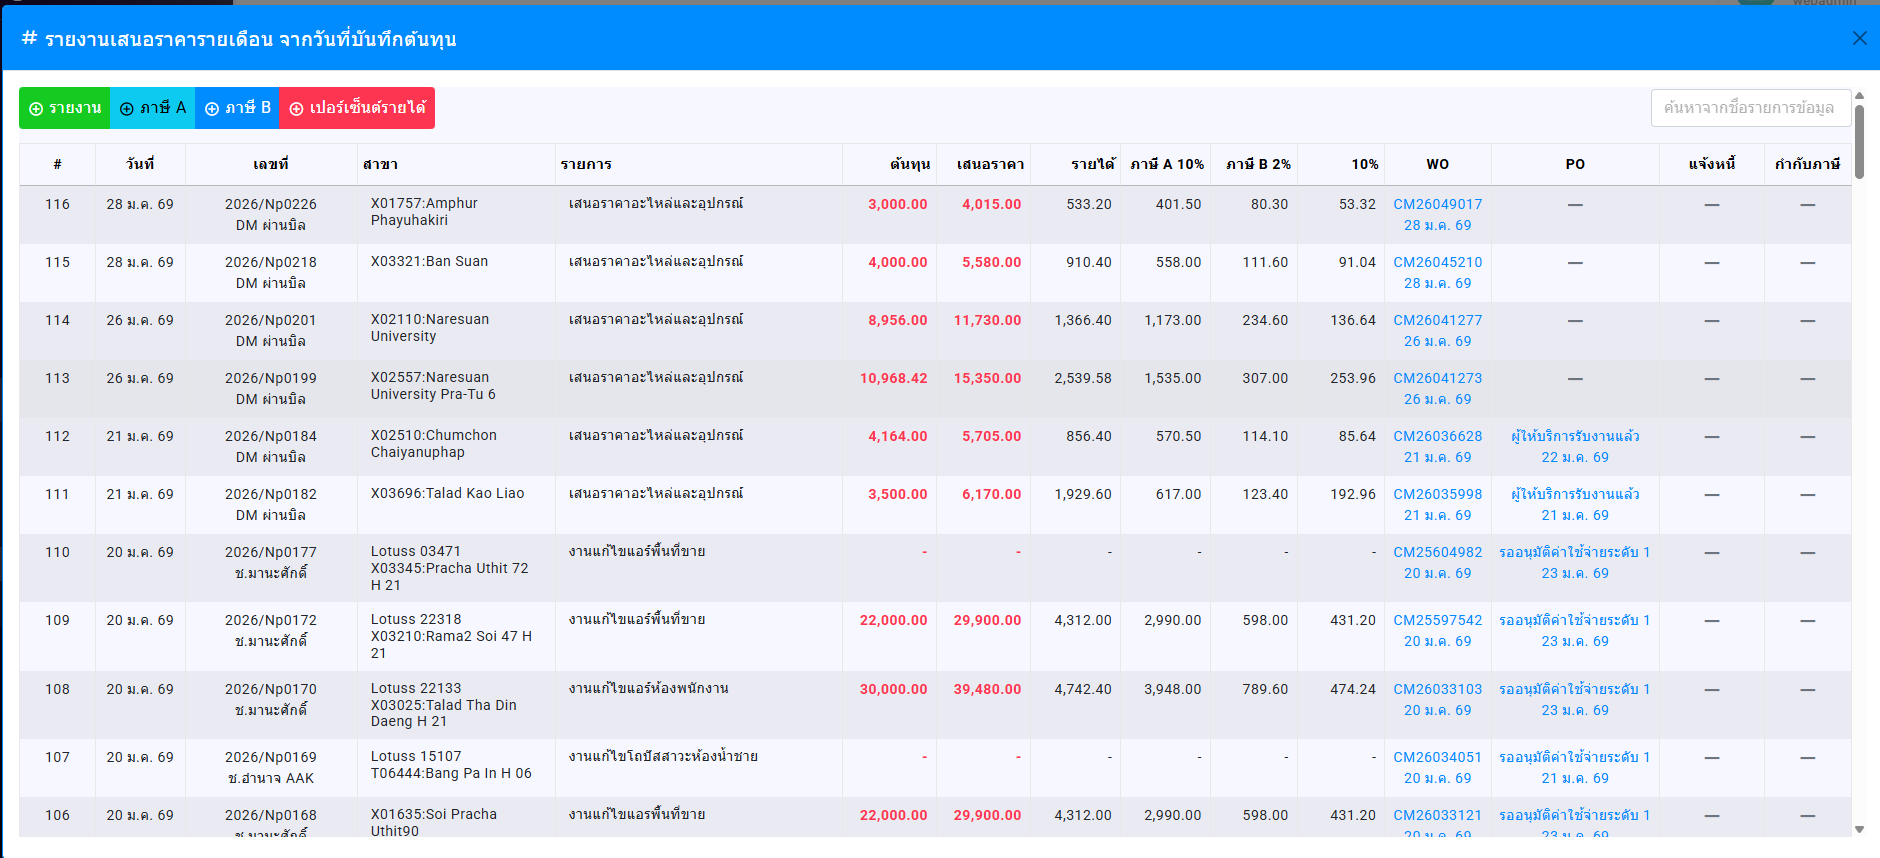 webadmin
# รายงานเสนอราคารายเดือน จากวันที่บันทึกต้นทุน
รายงาน ภาษี A ภาษี B เปอร์เซ็นต์รายได้ ค้นหาจากชื่อรายการข้อมูล
# วันที่ เลขที่ สาขา รายการ ต้นทุน เสนอราคา รายได้ ภาษี A 10% ภาษี B 2% 10% WO PO แจ้งหนี้ กำกับภาษี
116 28 ม.ค. 69 2026/Np0226 X01757:Amphur เสนอราคาอะไหล่และอุปกรณ์ 3,000.00 4,015.00 533.20 401.50 80.30 53.32 CM26049017 — — —
DM ผ่านบิล Phayuhakiri 28 ม.ค. 69
115 28 ม.ค. 69 2026/Np0218 X03321:Ban Suan เสนอราคาอะไหล่และอุปกรณ์ 4,000.00 5,580.00 910.40 558.00 111.60 91.04 CM26045210 — — —
DM ผ่านบิล 28 ม.ค. 69
114 26 ม.ค. 69 2026/Np0201 X02110:Naresuan เสนอราคาอะไหล่และอุปกรณ์ 8,956.00 11,730.00 1,366.40 1,173.00 234.60 136.64 CM26041277 — — —
DM ผ่านบิล University 26 ม.ค. 69
113 26 ม.ค. 69 2026/Np0199 X02557:Naresuan เสนอราคาอะไหล่และอุปกรณ์ 10,968.42 15,350.00 2,539.58 1,535.00 307.00 253.96 CM26041273 — — —
DM ผ่านบิล University Pra-Tu 6 26 ม.ค. 69
112 21 ม.ค. 69 2026/Np0184 X02510:Chumchon เสนอราคาอะไหล่และอุปกรณ์ 4,164.00 5,705.00 856.40 570.50 114.10 85.64 CM26036628 ผู้ให้บริการรับงานแล้ว — —
DM ผ่านบิล Chaiyanuphap 21 ม.ค. 69 22 ม.ค. 69
111 21 ม.ค. 69 2026/Np0182 X03696:Talad Kao Liao เสนอราคาอะไหล่และอุปกรณ์ 3,500.00 6,170.00 1,929.60 617.00 123.40 192.96 CM26035998 ผู้ให้บริการรับงานแล้ว — —
DM ผ่านบิล 21 ม.ค. 69 21 ม.ค. 69
110 20 ม.ค. 69 2026/Np0177 Lotuss 03471 งานแก้ไขแอร์พื้นที่ขาย - - - - - - CM25604982 รออนุมัติค่าใช้จ่ายระดับ 1 — —
ช.มานะศักดิ์ X03345:Pracha Uthit 72 20 ม.ค. 69 23 ม.ค. 69
H 21
109 20 ม.ค. 69 2026/Np0172 Lotuss 22318 งานแก้ไขแอร์พื้นที่ขาย 22,000.00 29,900.00 4,312.00 2,990.00 598.00 431.20 CM25597542 รออนุมัติค่าใช้จ่ายระดับ 1 — —
ช.มานะศักดิ์ X03210:Rama2 Soi 47 H 20 ม.ค. 69 23 ม.ค. 69
21
108 20 ม.ค. 69 2026/Np0170 Lotuss 22133 งานแก้ไขแอร์ห้องพนักงาน 30,000.00 39,480.00 4,742.40 3,948.00 789.60 474.24 CM26033103 รออนุมัติค่าใช้จ่ายระดับ 1 — —
ช.มานะศักดิ์ X03025:Talad Tha Din 20 ม.ค. 69 23 ม.ค. 69
Daeng H 21
107 20 ม.ค. 69 2026/Np0169 Lotuss 15107 งานแก้ไขโถปัสสาวะห้องน้ำชาย - - - - - - CM26034051 รออนุมัติค่าใช้จ่ายระดับ 1 — —
ช.อำนาจ AAK T06444:Bang Pa In H 06 20 ม.ค. 69 21 ม.ค. 69
106 20 ม.ค. 69 2026/Np0168 X01635:Soi Pracha งานแก้ไขแอรพื้นที่ขาย 22,000.00 29,900.00 4,312.00 2,990.00 598.00 431.20 CM26033121 รออนุมัติค่าใช้จ่ายระดับ 1 — —
ช.มานะศักดิ์ Uthit90 20 ม.ค. 69 23 ม.ค. 69